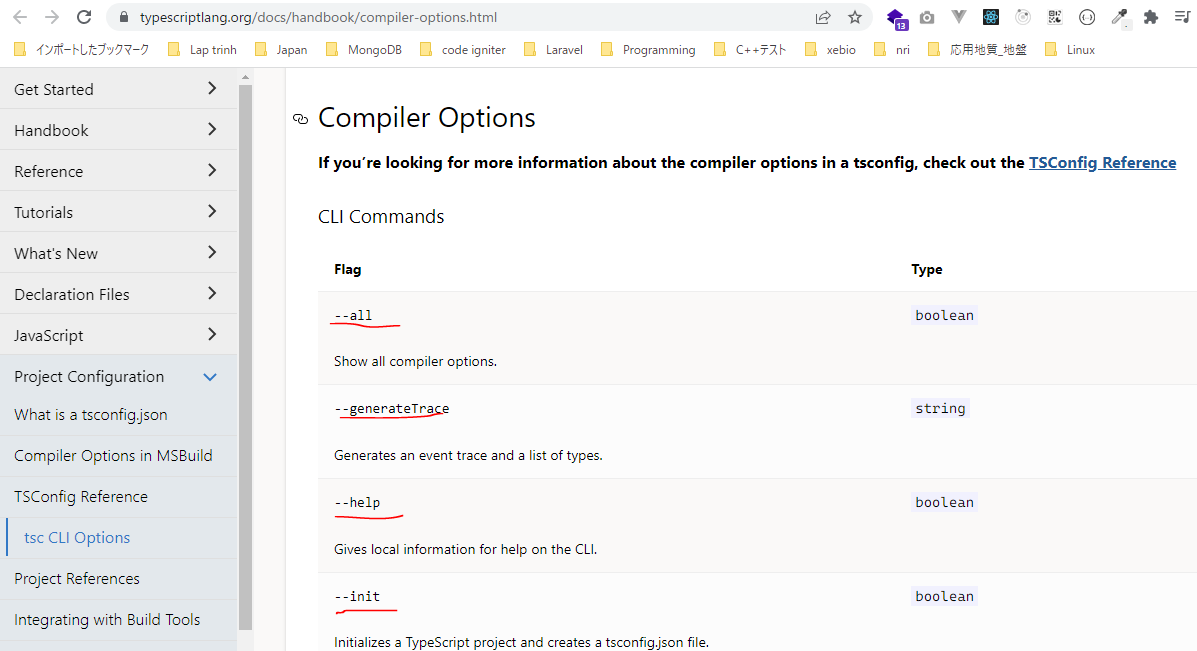 typescriptlang.org/docs/handbook/compiler-options.html
13
インポートしたブックマーク Lap trinh Japan MongoDB code igniter Laravel Programming C++テスト xebio nri 応用地質_地盤 Linux
Get Started
Handbook
Reference
Tutorials
What's New
Declaration Files
JavaScript
Project Configuration
What is a tsconfig.json
Compiler Options in MSBuild
TSConfig Reference
tsc CLI Options
Project References
Integrating with Build Tools
Compiler Options
If you’re looking for more information about the compiler options in a tsconfig, check out the TSConfig Reference
CLI Commands
Flag Type
--all boolean
Show all compiler options.
--generateTrace string
Generates an event trace and a list of types.
--help boolean
Gives local information for help on the CLI.
--init boolean
Initializes a TypeScript project and creates a tsconfig.json file.